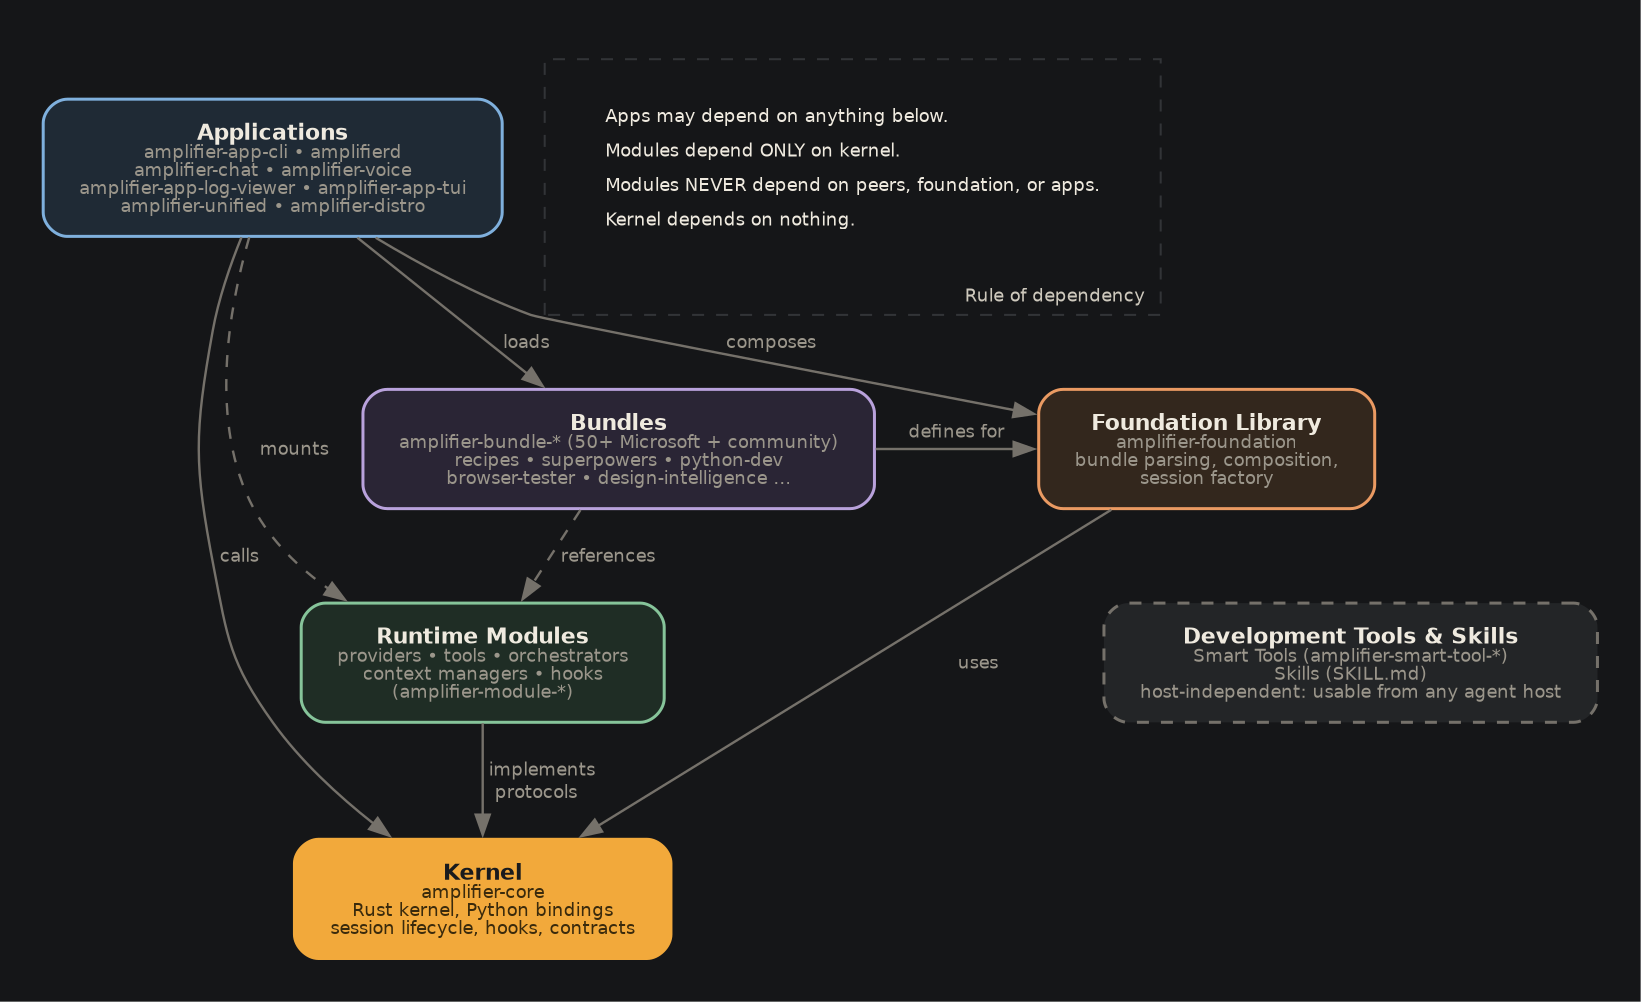 Applications
amplifier-app-cli • amplifierd
amplifier-chat • amplifier-voice
amplifier-app-log-viewer • amplifier-app-tui
amplifier-unified • amplifier-distro
Apps may depend on anything below.
Modules depend ONLY on kernel.
Modules NEVER depend on peers, foundation, or apps.
Kernel depends on nothing.
Rule of dependency
loads
composes
Bundles
amplifier-bundle-* (50+ Microsoft + community)
recipes • superpowers • python-dev
browser-tester • design-intelligence ...
defines for
Foundation Library
amplifier-foundation
bundle parsing, composition,
session factory
mounts
calls
references
Runtime Modules
providers • tools • orchestrators
context managers • hooks
(amplifier-module-*)
uses
Development Tools & Skills
Smart Tools (amplifier-smart-tool-*)
Skills (SKILL.md)
host-independent: usable from any agent host
implements
protocols
Kernel
amplifier-core
Rust kernel, Python bindings
session lifecycle, hooks, contracts